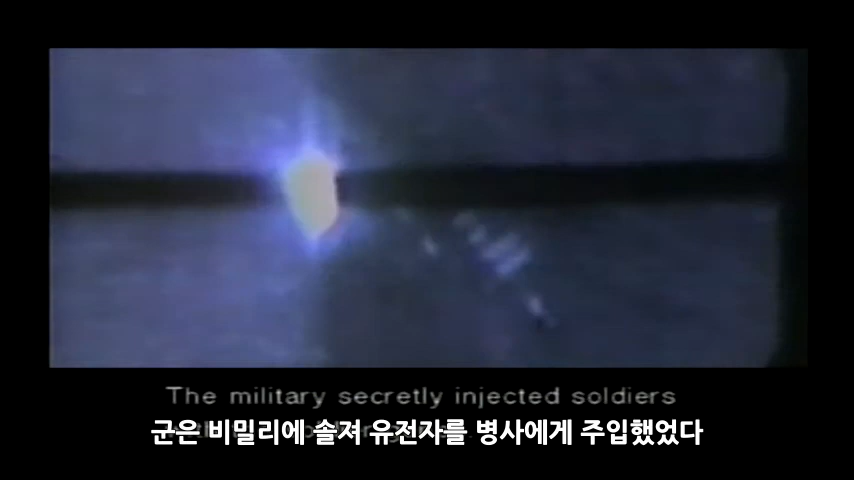 The military secretly injected soldiers
군은 비밀리에 솔져 유전자를 병사에게 주입했었다